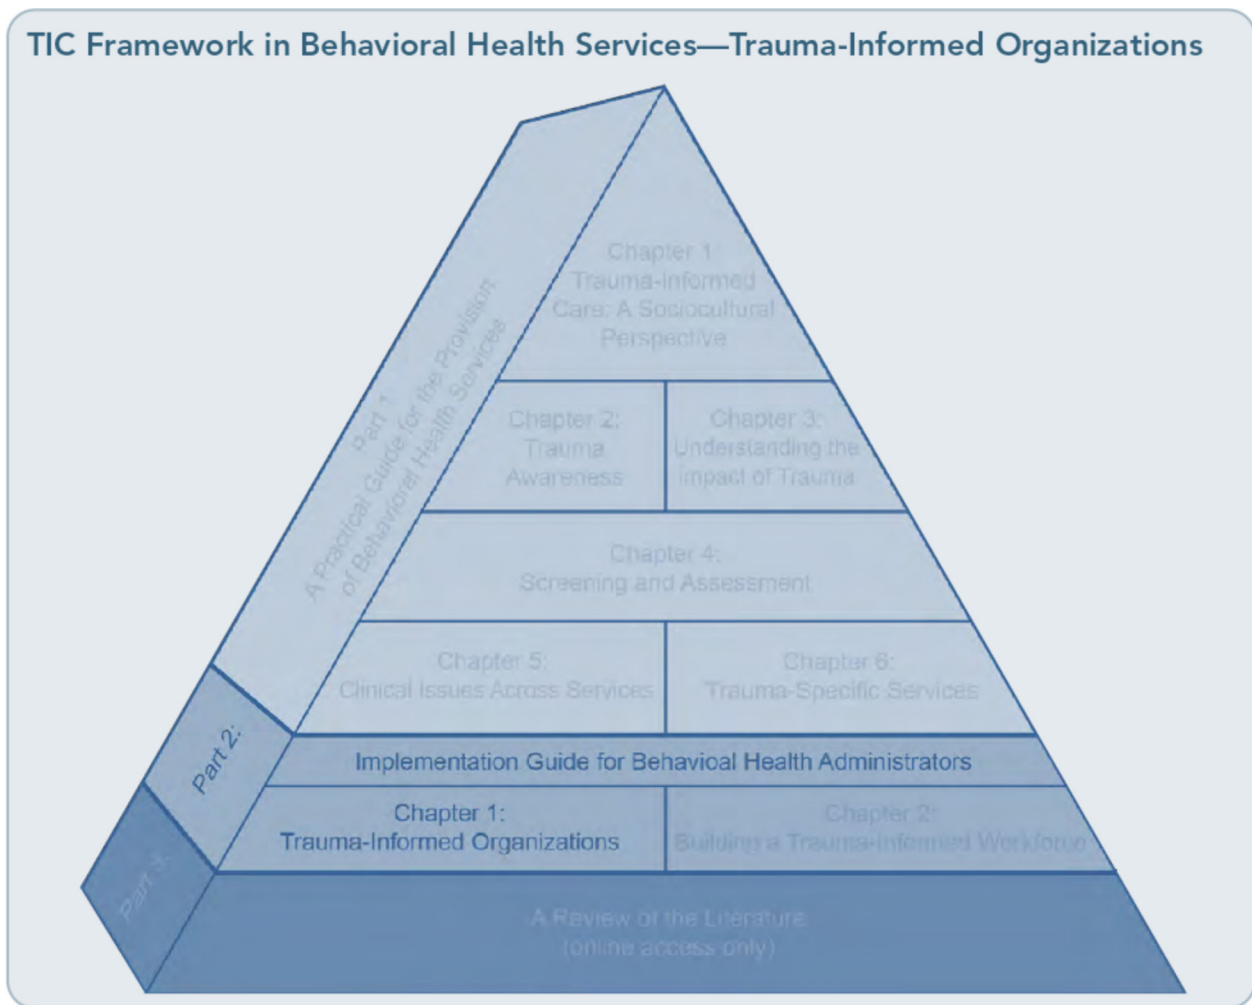 TIC Framework in Behavioral Health Services—Trauma-Informed Organizations
Part 1:
A Practical Guide for the Provision
of Behavioral Health Services
Chapter 1:
Trauma-Informed
Care: A Sociocultural
Perspective
Chapter 2:
Trauma
Awareness
Chapter 3:
Understanding the
Impact of Trauma
Chapter 4:
Screening and Assessment
Chapter 5:
Clinical Issues Across Services
Chapter 6:
Trauma-Specific Services
Part 2:
Implementation Guide for Behavioal Health Administrators
Chapter 1:
Trauma-Informed Organizations
Chapter 2:
Building a Trauma-Informed Workforce
Part 3:
A Review of the Literature
(online access only)